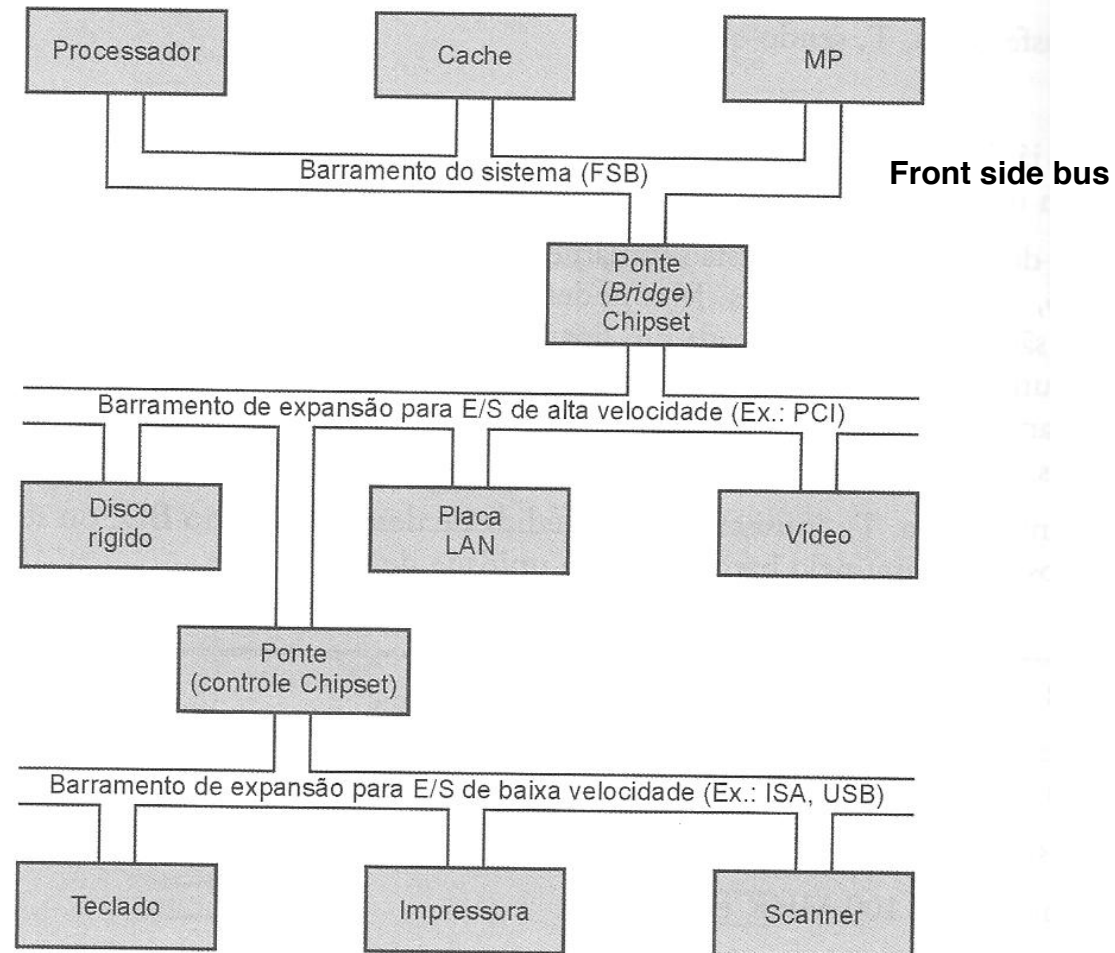 Processador
Cache
MP
Barramento do sistema (FSB)
Front side bus
Ponte
(Bridge)
Chipset
Barramento de expansão para E/S de alta velocidade (Ex.: PCI)
Disco
rígido
Placa
LAN
Vídeo
Ponte
(controle Chipset)
Barramento de expansão para E/S de baixa velocidade (Ex.: ISA, USB)
Teclado
Impressora
Scanner